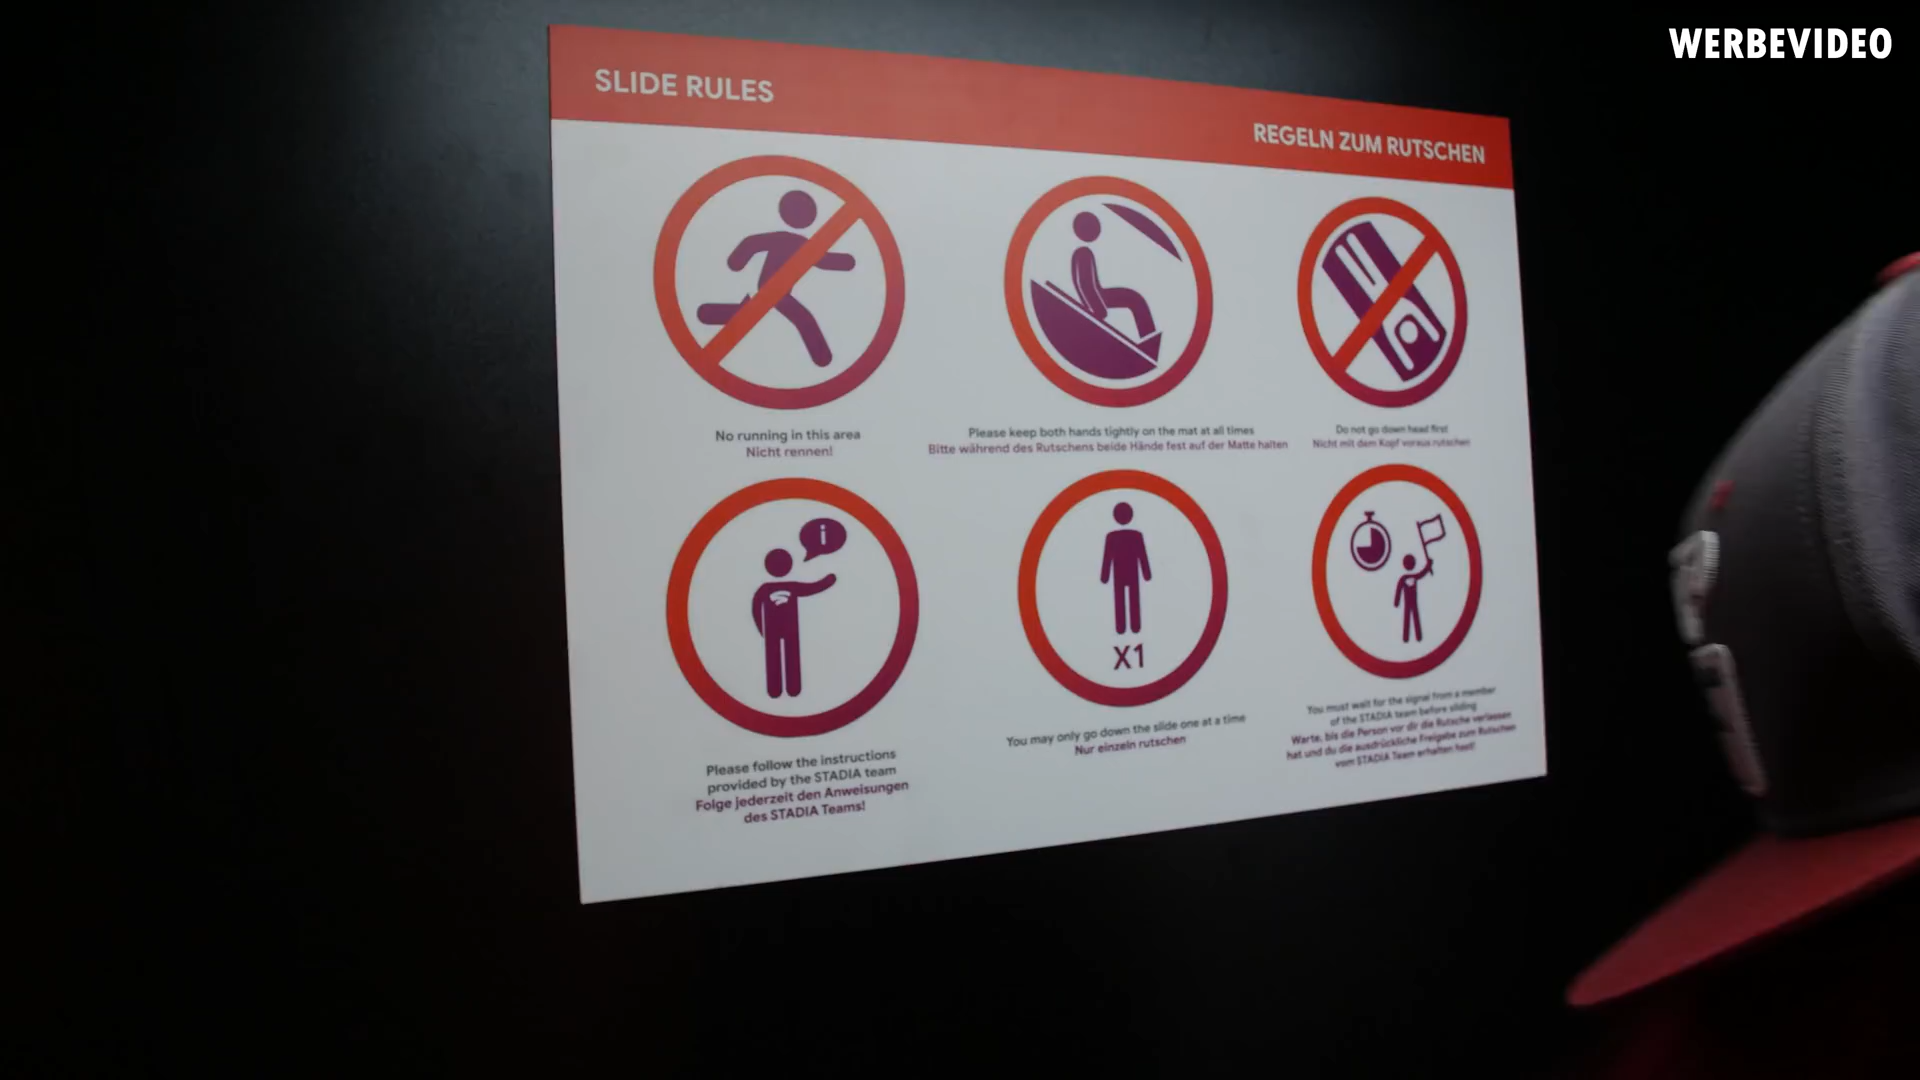 WERBEVIDEO
SLIDE RULES
REGELN ZUM RUTSCHEN
No running in this area
Nicht rennen!
Please keep both hands tightly on the mat at all times
Bitte während des Rutschens beide Hände fest auf der Matte halten
Do not go down head first
Nicht mit dem Kopf voraus rutschen
i
Please follow the instructions
provided by the STADIA team
Folge jederzeit den Anweisungen
des STADIA Teams!
X1
You may only go down the slide one at a time
Nur einzeln rutschen
You must wait for the signal from a member
of the STADIA team before sliding
Warte, bis die Person vor dir die Rutsche verlassen
hat und du die ausdrückliche Freigabe zum Rutschen
vom STADIA Team erhalten hast!